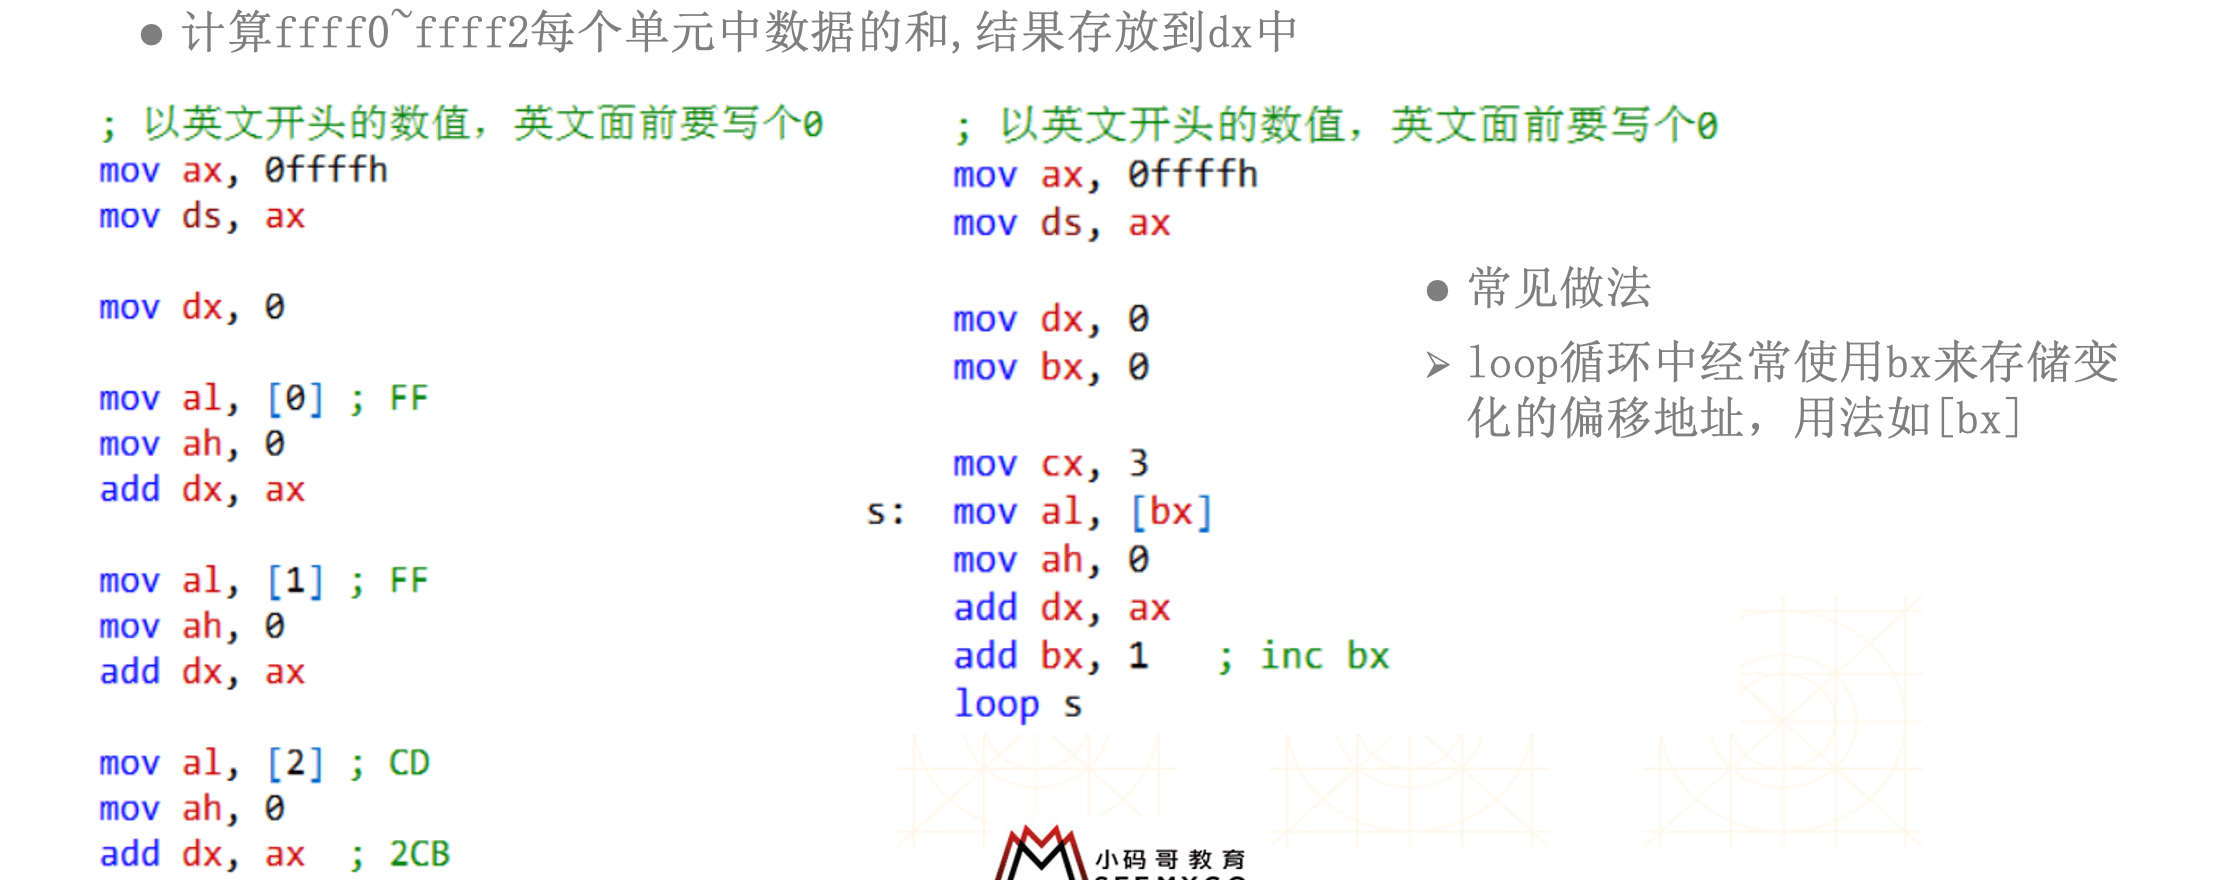 ● 计算ffff0~ffff2每个单元中数据的和,结果存放到dx中
; 以英文开头的数值，英文面前要写个0
mov ax, 0ffffh
mov ds, ax
mov dx, 0
mov al, [0] ; FF
mov ah, 0
add dx, ax
mov al, [1] ; FF
mov ah, 0
add dx, ax
mov al, [2] ; CD
mov ah, 0
add dx, ax ; 2CB
; 以英文开头的数值，英文面前要写个0
mov ax, 0ffffh
mov ds, ax
mov dx, 0
mov bx, 0
mov cx, 3
s: mov al, [bx]
mov ah, 0
add dx, ax
add bx, 1 ; inc bx
loop s
● 常见做法
➢ loop循环中经常使用bx来存储变
化的偏移地址，用法如[bx]
小码哥教育
SEEMYGO